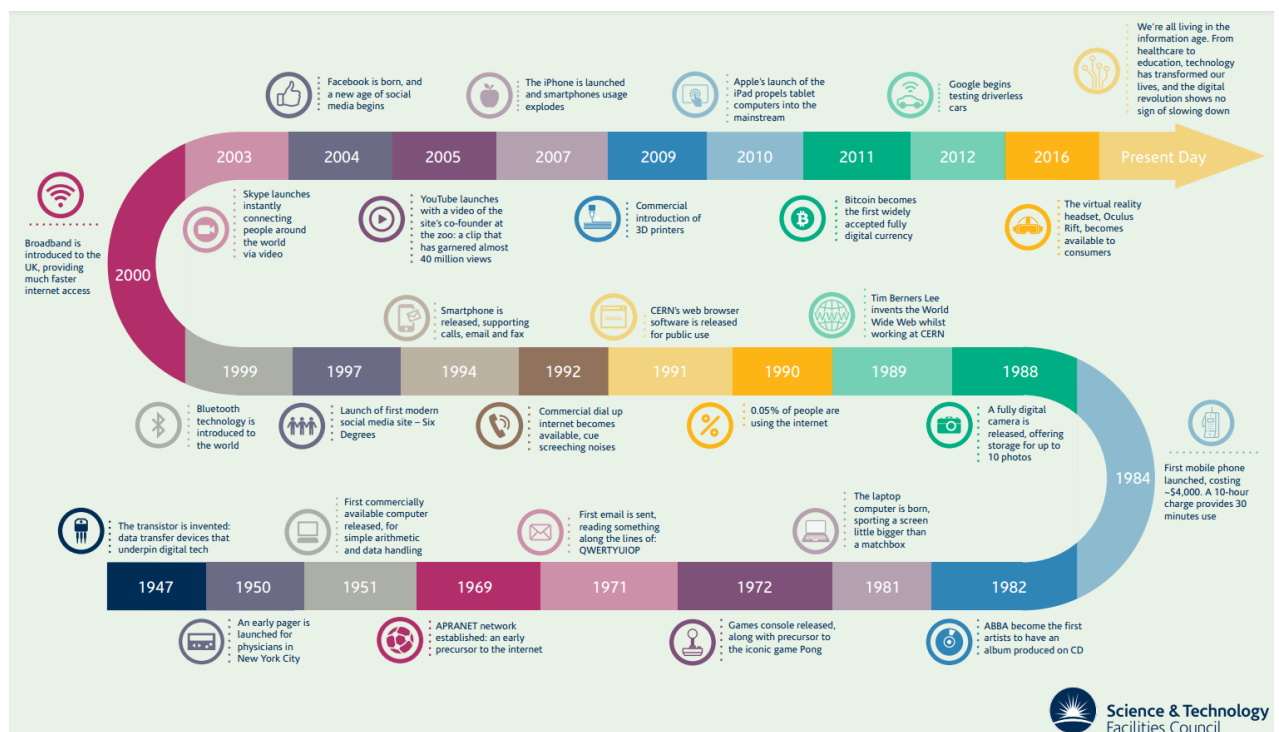 We're all living in the
information age. From
healthcare to
education, technology
has transformed our
lives, and the digital
revolution shows no
sign of slowing down
Facebook is born, and
a new age of social
media begins
The iPhone is launched
and smartphones usage
explodes
Apple's launch of the
iPad propels tablet
computers into the
mainstream
Google begins
testing driverless
cars
2003
2004
2005
2007
2009
2010
2011
2012
2016
Present Day
Skype launches
instantly
connecting
people around
the world
via video
YouTube launches
with a video of the
site's co-founder at
the zoo: a clip that
has garnered almost
40 million views
Commercial
introduction of
3D printers
Bitcoin becomes
the first widely
accepted fully
digital currency
The virtual reality
headset, Oculus
Rift, becomes
available to
consumers
Broadband is
introduced to the
UK, providing
much faster
internet access
2000
Smartphone is
released, supporting
calls, email and fax
CERN's web browser
software is released
for public use
WWW
Tim Berners Lee
invents the World
Wide Web whilst
working at CERN
1999
1997
1994
1992
1991
1990
1989
1988
Bluetooth
technology is
introduced to
the world
Launch of first modern
social media site – Six
Degrees
Commercial dial up
internet becomes
available, cue
screeching noises
%
0.05% of people are
using the internet
A fully digital
camera is
released, offering
storage for up to
10 photos
1984
First mobile phone
launched, costing
~$4,000. A 10-hour
charge provides 30
minutes use
The transistor is invented:
data transfer devices that
underpin digital tech
First commercially
available computer
released, for
simple arithmetic
and data handling
First email is sent,
reading something
along the lines of:
QWERTYUIOP
The laptop
computer is born,
sporting a screen
little bigger than
a matchbox
1947
1950
1951
1969
1971
1972
1981
1982
An early pager is
launched for
physicians in
New York City
APRANET network
established: an early
precursor to the internet
Games console released,
along with precursor to
the iconic game Pong
ABBA become the first
artists to have an
album produced on CD
Science & Technology
Facilities Council